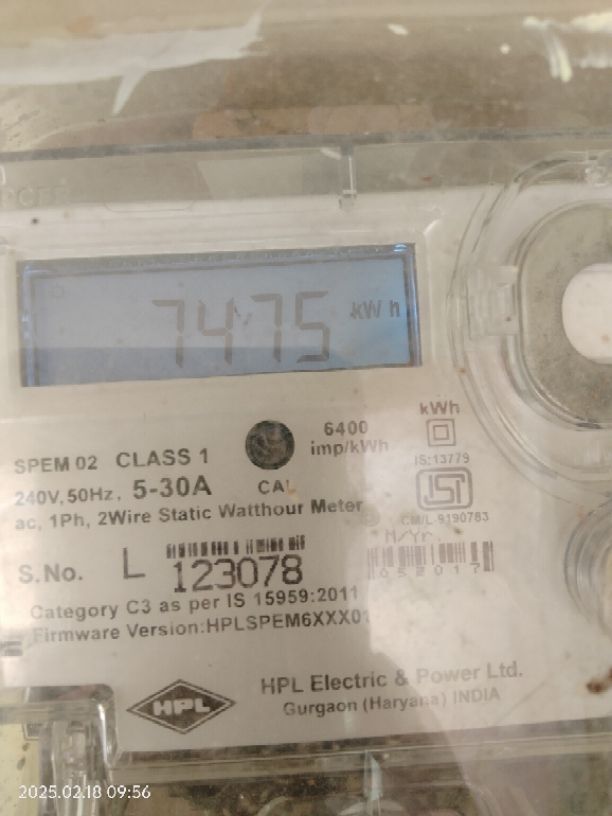 7475 kWh
kWh
6400
imp/kWh
IS:13779
SPEM 02 CLASS 1
CAL
240V,50Hz, 5-30A
CM/L-9190783
ac, 1Ph, 2Wire Static Watthour Meter
M/Yr.
S.No. L 123078
052017
Category C3 as per IS 15959:2011
Firmware Version:HPLSPEM6XXX01
HPL Electric & Power Ltd.
HPL
Gurgaon (Haryana) INDIA
2025.02.18 09:56